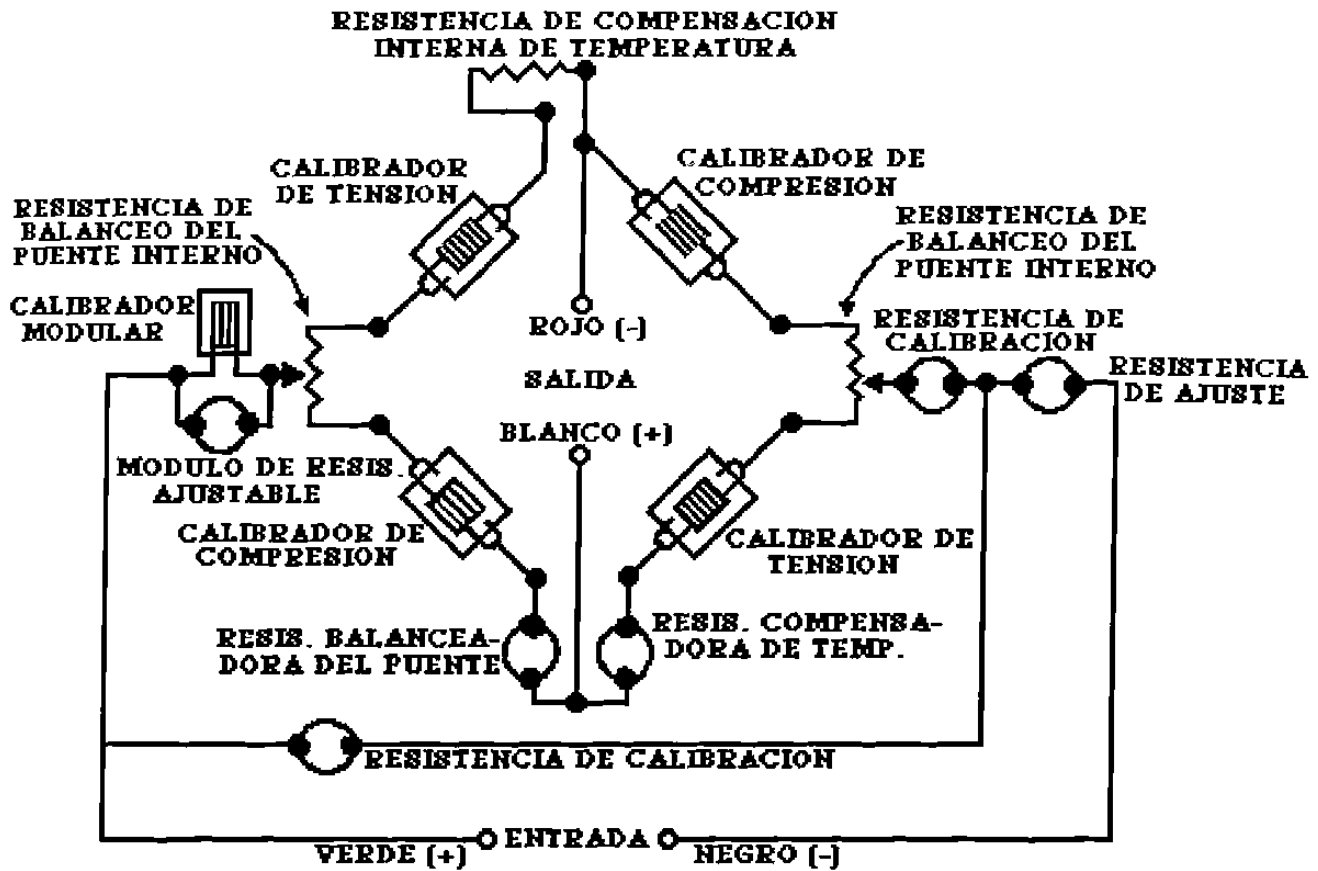 RESISTENCIA DE COMPENSACION
INTERNA DE TEMPERATURA
CALIBRADOR
DE TENSION
CALIBRADOR DE
COMPRESION
RESISTENCIA DE
BALANCEO DEL
PUENTE INTERNO
RESISTENCIA DE
BALANCEO DEL
PUENTE INTERNO
CALIBRADOR
MODULAR
ROJO (-)
RESISTENCIA DE
CALIBRACION
SALIDA
RESISTENCIA
DE AJUSTE
BLANCO (+)
MODULO DE RESIS.
AJUSTABLE
CALIBRADOR DE
COMPRESION
CALIBRADOR DE
TENSION
RESIS. BALANCEA-
DORA DEL PUENTE
RESIS. COMPENSA-
DORA DE TEMP.
RESISTENCIA DE CALIBRACION
ENTRADA
VERDE (+)
NEGRO (-)